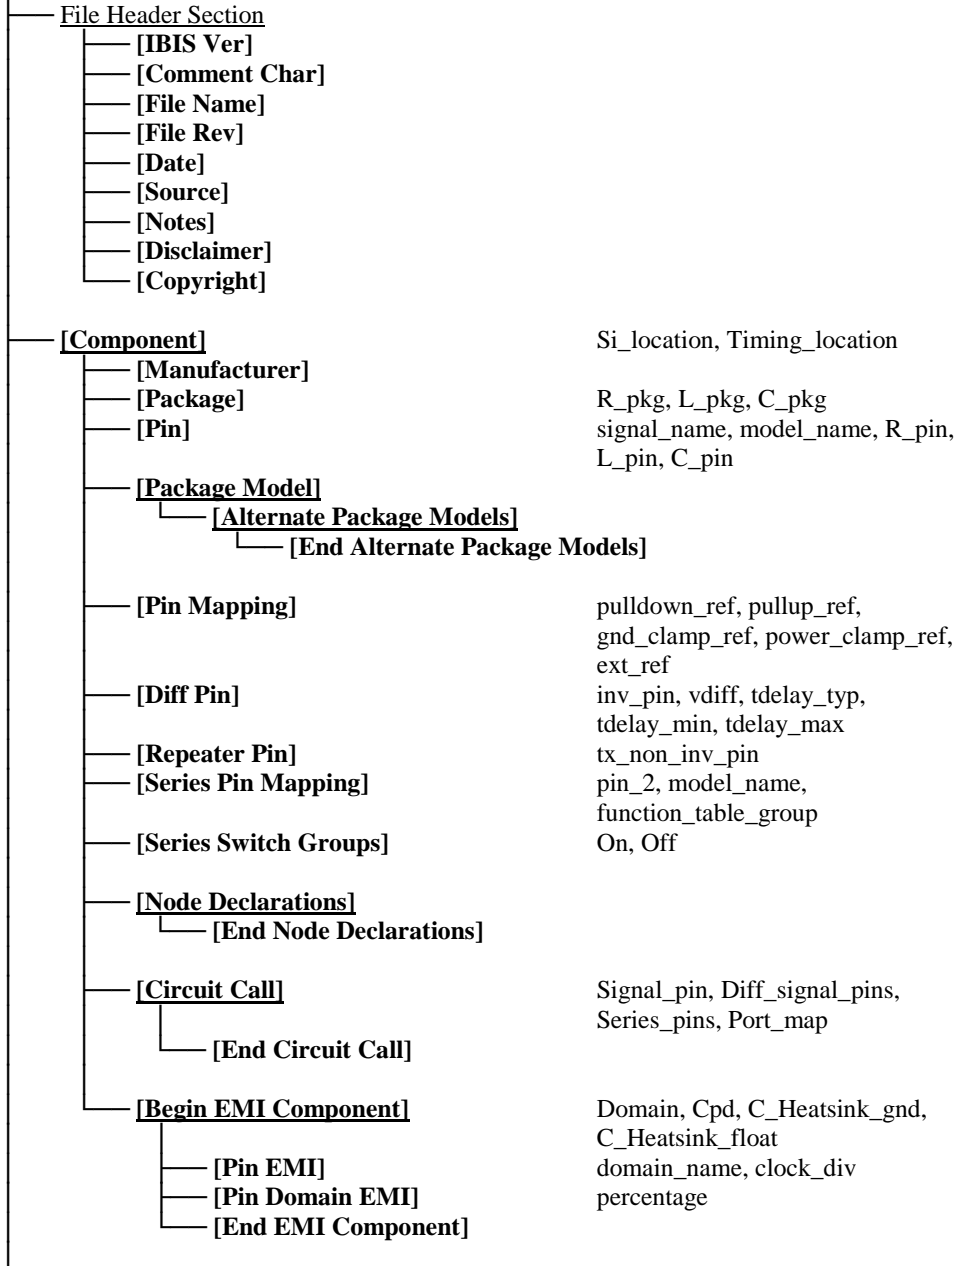 File Header Section
[IBIS Ver]
[Comment Char]
[File Name]
[File Rev]
[Date]
[Source]
[Notes]
[Disclaimer]
[Copyright]
[Component] Si_location, Timing_location
[Manufacturer]
[Package] R_pkg, L_pkg, C_pkg
[Pin] signal_name, model_name, R_pin,
L_pin, C_pin
[Package Model]
[Alternate Package Models]
[End Alternate Package Models]
[Pin Mapping] pulldown_ref, pullup_ref,
gnd_clamp_ref, power_clamp_ref,
ext_ref
[Diff Pin] inv_pin, vdiff, tdelay_typ,
tdelay_min, tdelay_max
[Repeater Pin] tx_non_inv_pin
[Series Pin Mapping] pin_2, model_name,
function_table_group
[Series Switch Groups] On, Off
[Node Declarations]
[End Node Declarations]
[Circuit Call] Signal_pin, Diff_signal_pins,
Series_pins, Port_map
[End Circuit Call]
[Begin EMI Component] Domain, Cpd, C_Heatsink_gnd,
C_Heatsink_float
[Pin EMI] domain_name, clock_div
[Pin Domain EMI] percentage
[End EMI Component]